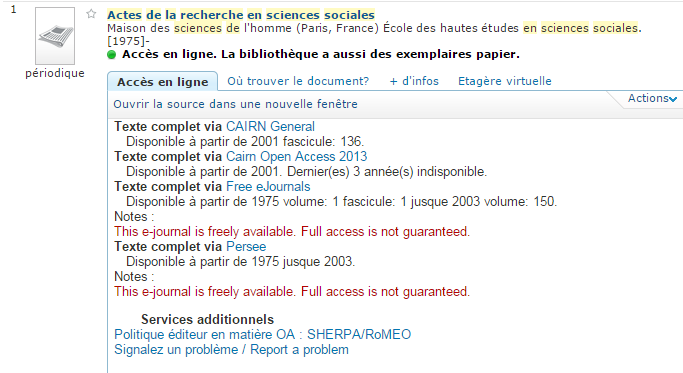 1
Actes de la recherche en sciences sociales
Maison des sciences de l'homme (Paris, France) École des hautes études en sciences sociales.
[1975]-
Accès en ligne. La bibliothèque a aussi des exemplaires papier.
périodique
Accès en ligne Où trouver le document? + d'infos Etagère virtuelle
Ouvrir la source dans une nouvelle fenêtre Actions
Texte complet via CAIRN General
Disponible à partir de 2001 fascicule: 136.
Texte complet via Cairn Open Access 2013
Disponible à partir de 2001. Dernier(es) 3 année(s) indisponible.
Texte complet via Free eJournals
Disponible à partir de 1975 volume: 1 fascicule: 1 jusque 2003 volume: 150.
Notes :
This e-journal is freely available. Full access is not guaranteed.
Texte complet via Persee
Disponible à partir de 1975 jusque 2003.
Notes :
This e-journal is freely available. Full access is not guaranteed.
Services additionnels
Politique éditeur en matière OA : SHERPA/RoMEO
Signalez un problème / Report a problem